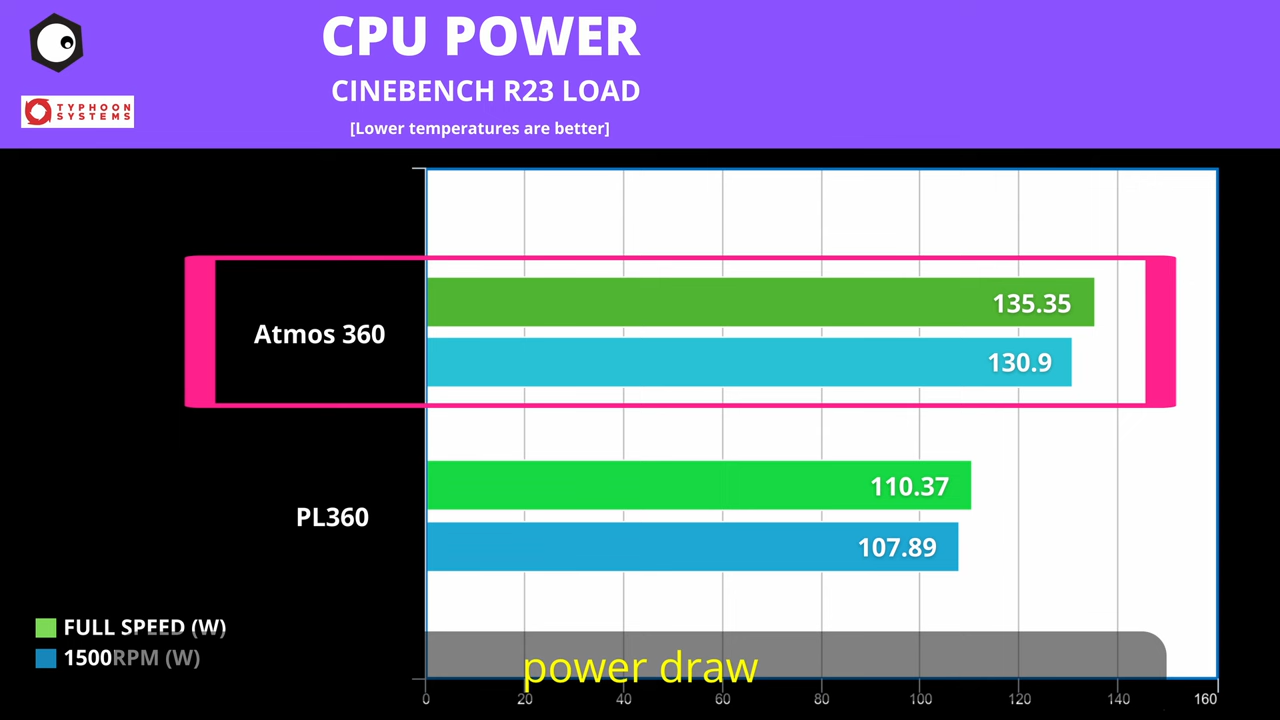 CPU POWER
CINEBENCH R23 LOAD
[Lower temperatures are better]
TYPHOON
SYSTEMS
Atmos 360
135.35
130.9
PL360
110.37
107.89
FULL SPEED (W)
1500RPM (W)
power draw
0 20 40 60 80 100 120 140 160